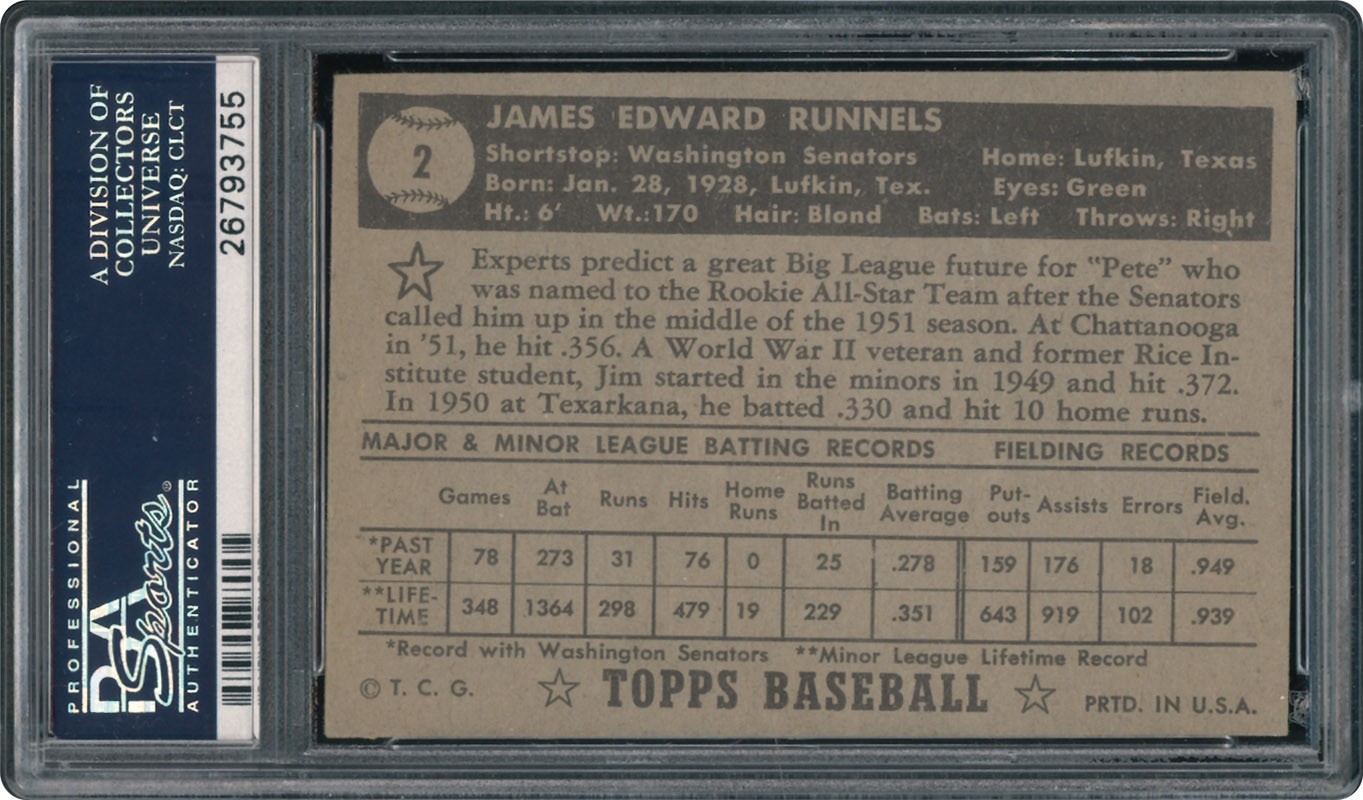 A DIVISION OF
COLLECTORS
UNIVERSE
NASDAQ: CLCT
26793755
PROFESSIONAL
PSA
Sports®
AUTHENTICATOR
2
JAMES EDWARD RUNNELS
Shortstop: Washington Senators Home: Lufkin, Texas
Born: Jan. 28, 1928, Lufkin, Tex. Eyes: Green
Ht.: 6' Wt.: 170 Hair: Blond Bats: Left Throws: Right
Experts predict a great Big League future for "Pete" who
was named to the Rookie All-Star Team after the Senators
called him up in the middle of the 1951 season. At Chattanooga
in '51, he hit .356. A World War II veteran and former Rice In-
stitute student, Jim started in the minors in 1949 and hit .372.
In 1950 at Texarkana, he batted .330 and hit 10 home runs.
MAJOR & MINOR LEAGUE BATTING RECORDS FIELDING RECORDS
Games At Bat Runs Hits Home Runs Runs Batted In Batting Average Put-outs Assists Errors Field. Avg.
*PAST YEAR 78 273 31 76 0 25 .278 159 176 18 .949
**LIFE-TIME 348 1364 298 479 19 229 .351 643 919 102 .939
*Record with Washington Senators **Minor League Lifetime Record
© T. C. G. TOPPS BASEBALL PRTD. IN U.S.A.